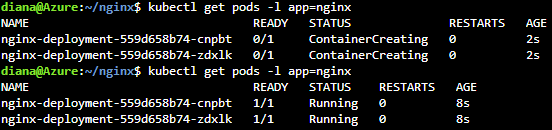 diana@Azure:~/nginx$ kubectl get pods -l app=nginx
NAME READY STATUS RESTARTS AGE
nginx-deployment-559d658b74-cnpbt 0/1 ContainerCreating 0 2s
nginx-deployment-559d658b74-zdxlk 0/1 ContainerCreating 0 2s
diana@Azure:~/nginx$ kubectl get pods -l app=nginx
NAME READY STATUS RESTARTS AGE
nginx-deployment-559d658b74-cnpbt 1/1 Running 0 8s
nginx-deployment-559d658b74-zdxlk 1/1 Running 0 8s